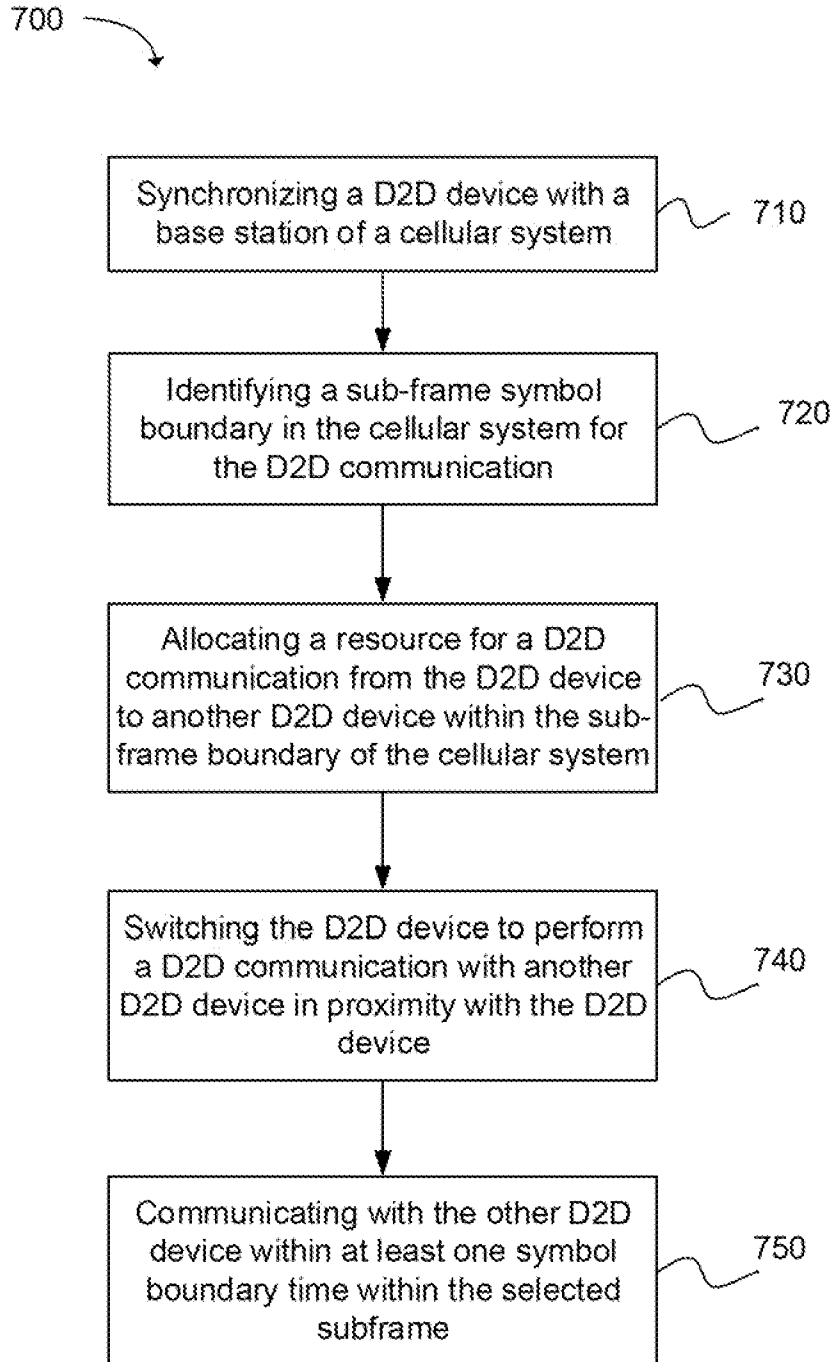 700
Synchronizing a D2D device with a
base station of a cellular system
710
Identifying a sub-frame symbol
boundary in the cellular system for
the D2D communication
720
Allocating a resource for a D2D
communication from the D2D device
to another D2D device within the sub-
frame boundary of the cellular system
730
Switching the D2D device to perform
a D2D communication with another
D2D device in proximity with the D2D
device
740
Communicating with the other D2D
device within at least one symbol
boundary time within the selected
subframe
750